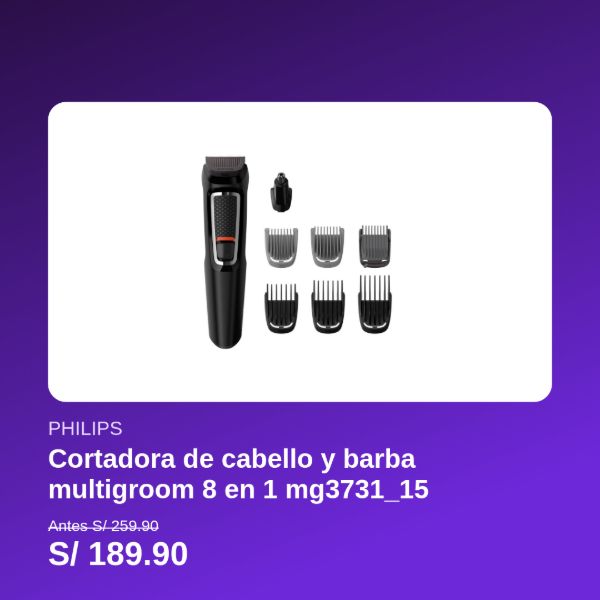 PHILIPS
Cortadora de cabello y barba
multigroom 8 en 1 mg3731_15
Antes S/ 259.90
S/ 189.90